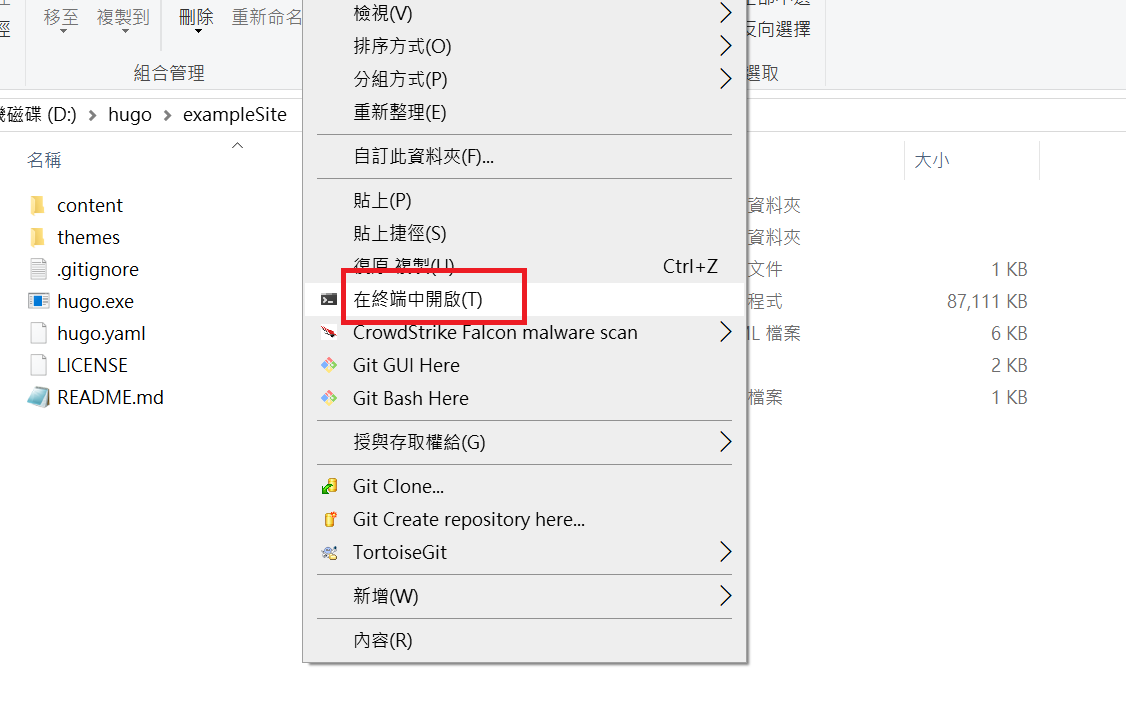 移至 複製到 刪除 重新命名
組合管理
反向選擇
選取
磁碟 (D:) hugo exampleSite
名稱
大小
content
themes
.gitignore
hugo.exe
hugo.yaml
LICENSE
README.md
檢視(V)
排序方式(O)
分組方式(P)
重新整理(E)
自訂此資料夾(F)...
貼上(P)
貼上捷徑(S)
復原 複製(U) Ctrl+Z
在終端中開啟(T)
CrowdStrike Falcon malware scan
Git GUI Here
Git Bash Here
授與存取權給(G)
Git Clone...
Git Create repository here...
TortoiseGit
新增(W)
內容(R)
資料夾
資料夾
文件 1 KB
程式 87,111 KB
檔案 6 KB
2 KB
檔案 1 KB